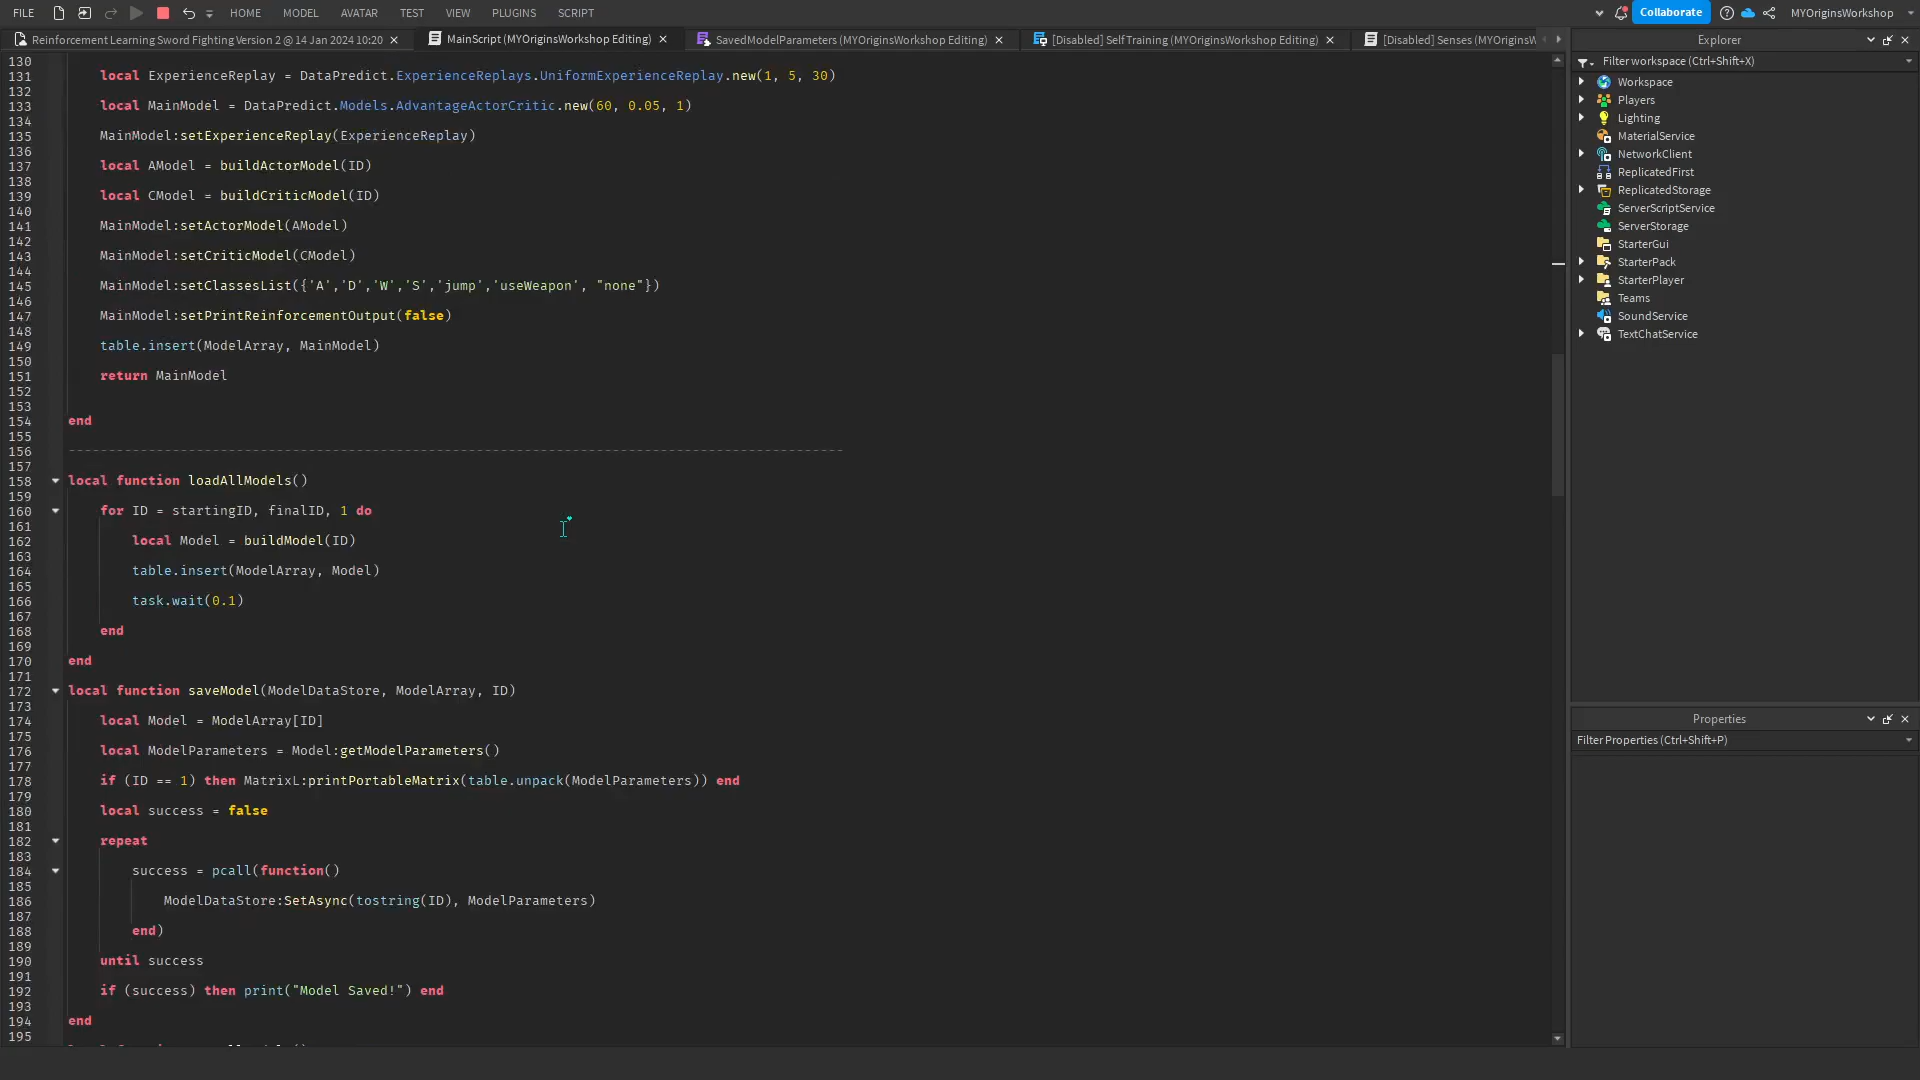 FILE HOME MODEL AVATAR TEST VIEW PLUGINS SCRIPT Collaborate MYOriginsWorkshop
Reinforcement Learning Sword Fighting Version 2 @ 14 Jan 2024 10:20 MainScript (MYOriginsWorkshop Editing) SavedModelParameters (MYOriginsWorkshop Editing) [Disabled] SelfTraining (MYOriginsWorkshop Editing) [Disabled] Senses (MYOriginsW
130
131 local ExperienceReplay = DataPredict.ExperienceReplays.UniformExperienceReplay.new(1, 5, 30)
132
133 local MainModel = DataPredict.Models.AdvantageActorCritic.new(60, 0.05, 1)
134
135 MainModel:setExperienceReplay(ExperienceReplay)
136
137 local AModel = buildActorModel(ID)
138
139 local CModel = buildCriticModel(ID)
140
141 MainModel:setActorModel(AModel)
142
143 MainModel:setCriticModel(CModel)
144
145 MainModel:setClassesList({'A','D','W','S','jump','useWeapon', "none"})
146
147 MainModel:setPrintReinforcementOutput(false)
148
149 table.insert(ModelArray, MainModel)
150
151 return MainModel
152
153
154 end
155
156 -------------------------------------------------------------------------------------------------
157
158 local function loadAllModels()
159
160 for ID = startingID, finalID, 1 do
161
162 local Model = buildModel(ID)
163
164 table.insert(ModelArray, Model)
165
166 task.wait(0.1)
167
168 end
169
170 end
171
172 local function saveModel(ModelDataStore, ModelArray, ID)
173
174 local Model = ModelArray[ID]
175
176 local ModelParameters = Model:getModelParameters()
177
178 if (ID == 1) then MatrixL:printPortableMatrix(table.unpack(ModelParameters)) end
179
180 local success = false
181
182 repeat
183
184 success = pcall(function()
185
186 ModelDataStore:SetAsync(tostring(ID), ModelParameters)
187
188 end)
189
190 until success
191
192 if (success) then print("Model Saved!") end
193
194 end
195
Explorer
Filter workspace (Ctrl+Shift+X)
Workspace
Players
Lighting
MaterialService
NetworkClient
ReplicatedFirst
ReplicatedStorage
ServerScriptService
ServerStorage
StarterGui
StarterPack
StarterPlayer
Teams
SoundService
TextChatService
Properties
Filter Properties (Ctrl+Shift+P)